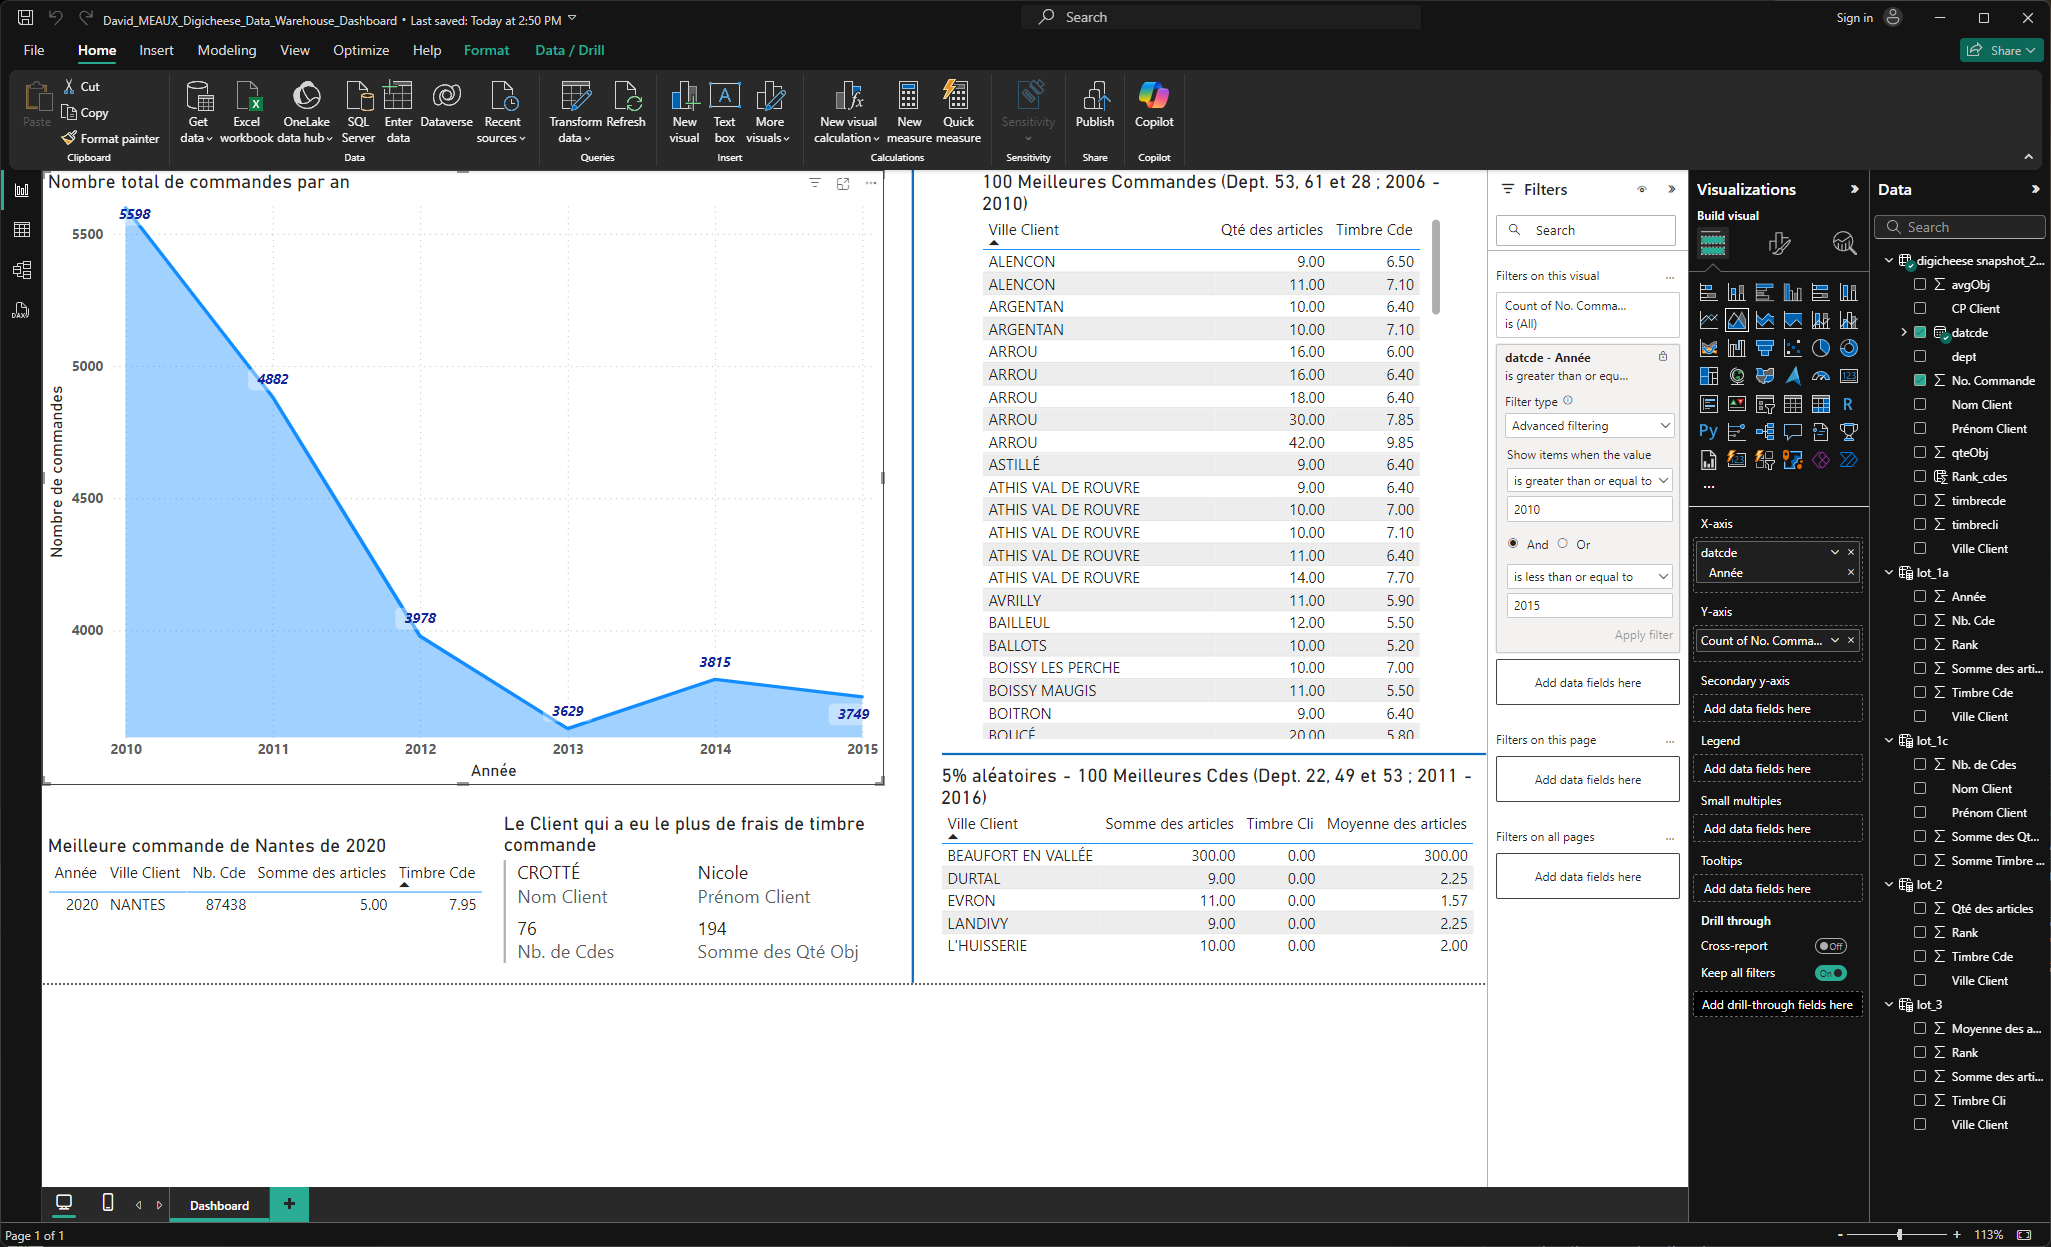 David_MEAUX_Digicheese_Data_Warehouse_Dashboard • Last saved: Today at 2:50 PM
Search
Sign in
File Home Insert Modeling View Optimize Help Format Data / Drill
Share
Paste
Cut
Copy
Format painter
Clipboard
Get data
Excel workbook
OneLake data hub
SQL Server
Enter data
Dataverse
Recent sources
Data
Transform data
Refresh
Queries
New visual
Text box
More visuals
Insert
New visual calculation
New measure
Quick measure
Calculations
Sensitivity
Sensitivity
Publish
Share
Copilot
Copilot
Nombre total de commandes par an
5598
5500
4882
5000
4500
3978
4000
3815
3629
3749
Nombre de commandes
2010 2011 2012 2013 2014 2015
Année
Meilleure commande de Nantes de 2020
Année Ville Client Nb. Cde Somme des articles Timbre Cde
2020 NANTES 87438 5.00 7.95
Le Client qui a eu le plus de frais de timbre
commande
CROTTÉ Nicole
Nom Client Prénom Client
76 194
Nb. de Cdes Somme des Qté Obj
100 Meilleures Commandes (Dept. 53, 61 et 28 ; 2006 -
2010)
Ville Client Qté des articles Timbre Cde
ALENCON 9.00 6.50
ALENCON 11.00 7.10
ARGENTAN 10.00 6.40
ARGENTAN 10.00 7.10
ARROU 16.00 6.00
ARROU 16.00 6.40
ARROU 18.00 6.40
ARROU 30.00 7.85
ARROU 42.00 9.85
ASTILLÉ 9.00 6.40
ATHIS VAL DE ROUVRE 9.00 6.40
ATHIS VAL DE ROUVRE 10.00 7.00
ATHIS VAL DE ROUVRE 10.00 7.10
ATHIS VAL DE ROUVRE 11.00 6.40
ATHIS VAL DE ROUVRE 14.00 7.70
AVRILLY 11.00 5.90
BAILLEUL 12.00 5.50
BALLOTS 10.00 5.20
BOISSY LES PERCHE 10.00 7.00
BOISSY MAUGIS 11.00 5.50
BOITRON 9.00 6.40
BOUCÉ 20.00 5.80
5% aléatoires - 100 Meilleures Cdes (Dept. 22, 49 et 53 ; 2011 -
2016)
Ville Client Somme des articles Timbre Cli Moyenne des articles
BEAUFORT EN VALLÉE 300.00 0.00 300.00
DURTAL 9.00 0.00 2.25
EVRON 11.00 0.00 1.57
LANDIVY 9.00 0.00 2.25
L'HUISSERIE 10.00 0.00 2.00
Filters
Search
Filters on this visual
Count of No. Comma...
is (All)
datcde - Année
is greater than or equ...
Filter type
Advanced filtering
Show items when the value
is greater than or equal to
2010
And Or
is less than or equal to
2015
Apply filter
Add data fields here
Filters on this page
Add data fields here
Filters on all pages
Add data fields here
Visualizations
Build visual
123
R
Py
123
X-axis
datcde
Année
Y-axis
Count of No. Comma...
Secondary y-axis
Add data fields here
Legend
Add data fields here
Small multiples
Add data fields here
Tooltips
Add data fields here
Drill through
Cross-report Off
Keep all filters On
Add drill-through fields here
Data
Search
digicheese snapshot_2...
avgObj
CP Client
datcde
dept
No. Commande
Nom Client
Prénom Client
qteObj
Rank_cdes
timbrecde
timbrecli
Ville Client
lot_1a
Année
Nb. Cde
Rank
Somme des arti...
Timbre Cde
Ville Client
lot_1c
Nb. de Cdes
Nom Client
Prénom Client
Somme des Qt...
Somme Timbre ...
lot_2
Qté des articles
Rank
Timbre Cde
Ville Client
lot_3
Moyenne des a...
Rank
Somme des arti...
Timbre Cli
Ville Client
DAX
Dashboard
+
Page 1 of 1
- + 113%